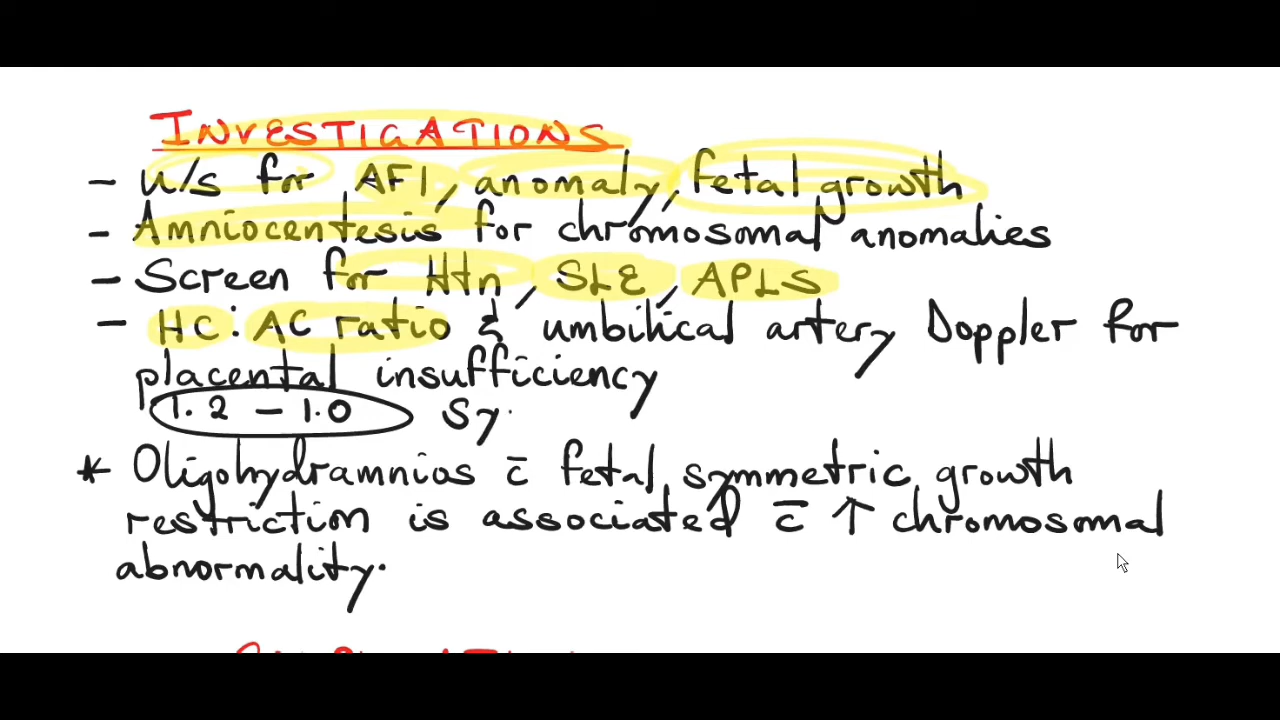 INVESTIGATIONS
- u/s for AFI, anomaly, fetal growth
- Amniocentesis for chromosomal anomalies
- Screen for Htn, SLE, APLS
- HC: AC ratio & umbilical artery Doppler for
placental insufficiency
1.2 – 1.0 Sy
* Oligohydramnios c̄ fetal symmetric growth
restriction is associated c̄ ↑ chromosomal
abnormality.